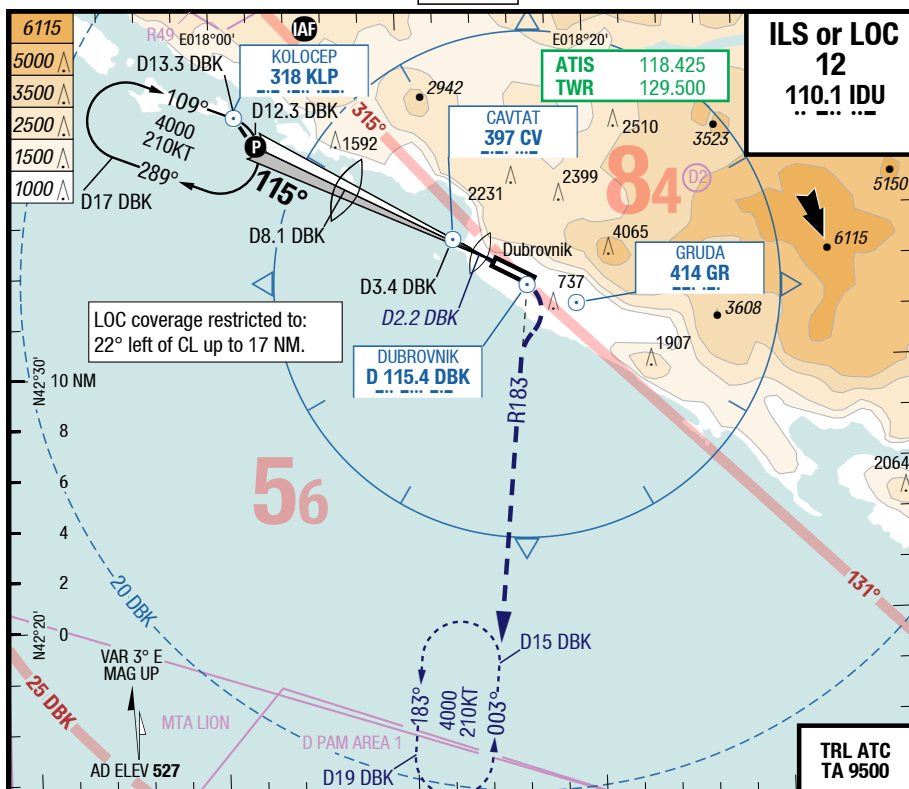 6115
5000
3500
2500
1500
1000
R49
E018°00'
IAF
E018°20'
ILS or LOC
12
110.1 IDU
ATIS 118.425
TWR 129.500
D13.3 DBK
KOLOCEP
318 KLP
109°
4000
210KT
289°
D17 DBK
D12.3 DBK
P
115°
315°
2942
1592
CAVTAT
397 CV
2510
3523
2231
2399
84
D2
5150
D8.1 DBK
4065
6115
Dubrovnik
GRUDA
414 GR
D3.4 DBK
D2.2 DBK
737
3608
LOC coverage restricted to:
22° left of CL up to 17 NM.
DUBROVNIK
D 115.4 DBK
1907
N42°30'
10 NM
8
6
4
2
0
R183
56
2064
131°
20 DBK
N42°20'
D15 DBK
VAR 3° E
MAG UP
25 DBK
MTA LION
183°
4000
210KT
003°
D PAM AREA 1
AD ELEV 527
D19 DBK
TRL ATC
TA 9500